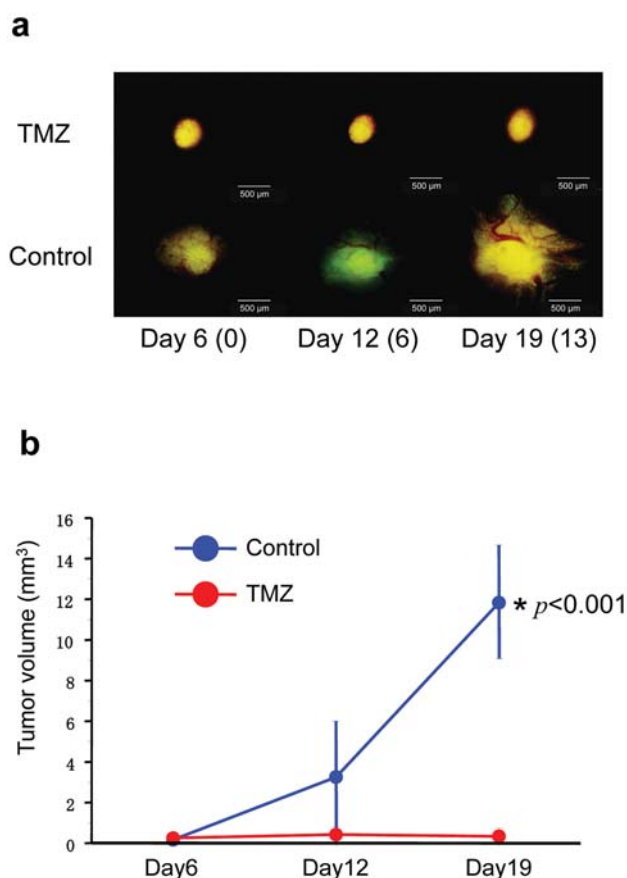 a
TMZ
500 µm 500 µm 500 µm
Control
500 µm 500 µm 500 µm
Day 6 (0) Day 12 (6) Day 19 (13)
b
16
14
12
10
8
6
4
2
0
Tumor volume (mm³)
Control
TMZ
* p<0.001
Day6 Day12 Day19